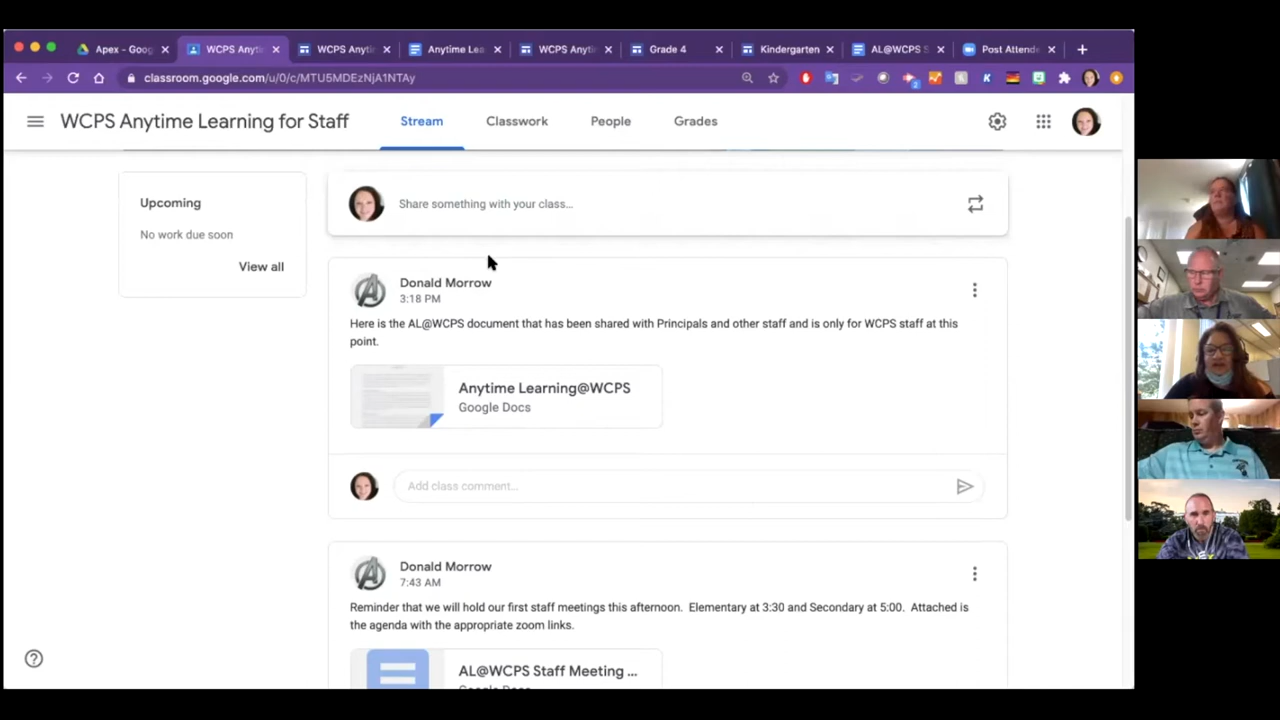 Apex - Goog
WCPS Anyti
WCPS Anyti
Anytime Lea
WCPS Anyti
Grade 4
Kindergarten
AL@WCPS S
Post Attende
classroom.google.com/u/0/c/MTU5MDEzNjA1NTAy
WCPS Anytime Learning for Staff
Stream
Classwork
People
Grades
Upcoming
No work due soon
View all
Share something with your class...
Donald Morrow
3:18 PM
Here is the AL@WCPS document that has been shared with Principals and other staff and is only for WCPS staff at this
point.
Anytime Learning@WCPS
Google Docs
Add class comment...
Donald Morrow
7:43 AM
Reminder that we will hold our first staff meetings this afternoon. Elementary at 3:30 and Secondary at 5:00. Attached is
the agenda with the appropriate zoom links.
AL@WCPS Staff Meeting ...
Google Docs